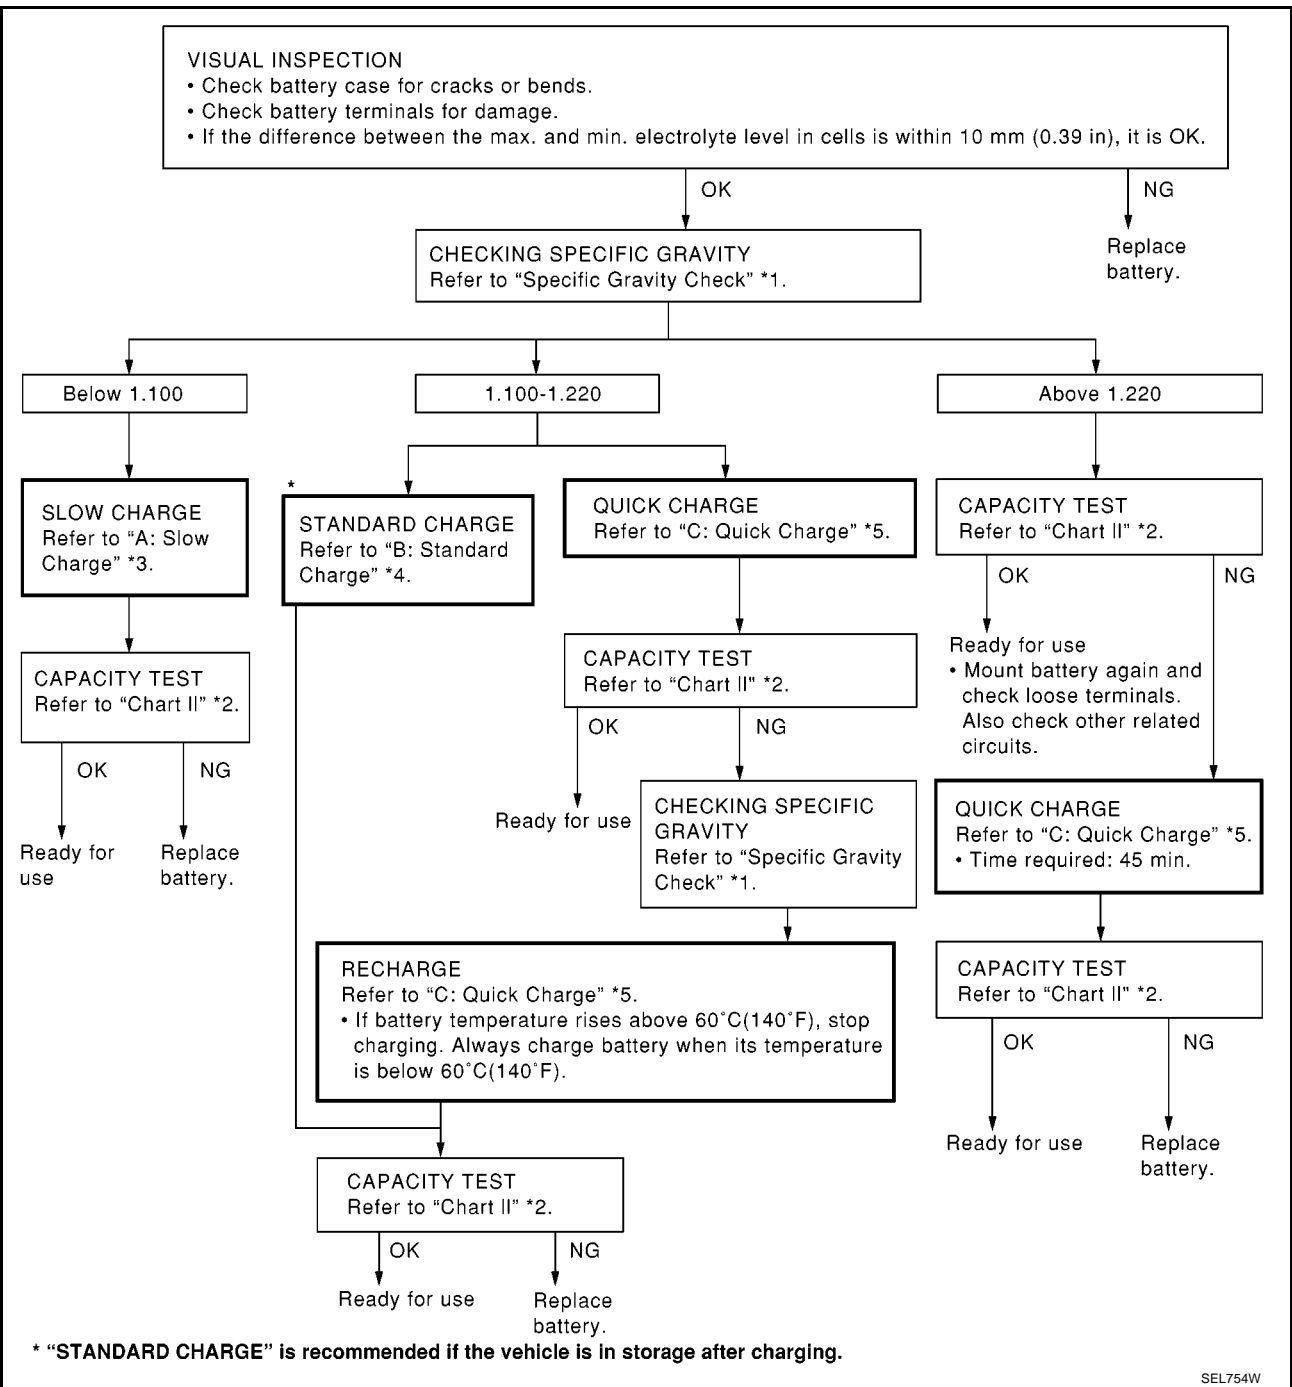 VISUAL INSPECTION
• Check battery case for cracks or bends.
• Check battery terminals for damage.
• If the difference between the max. and min. electrolyte level in cells is within 10 mm (0.39 in), it is OK.
OK
NG
Replace
battery.
CHECKING SPECIFIC GRAVITY
Refer to “Specific Gravity Check” *1.
Below 1.100
1.100-1.220
Above 1.220
SLOW CHARGE
Refer to “A: Slow
Charge” *3.
*
STANDARD CHARGE
Refer to “B: Standard
Charge” *4.
QUICK CHARGE
Refer to “C: Quick Charge” *5.
CAPACITY TEST
Refer to “Chart II” *2.
OK
NG
CAPACITY TEST
Refer to “Chart II” *2.
OK
NG
Ready for
use
Replace
battery.
CAPACITY TEST
Refer to “Chart II” *2.
OK
NG
Ready for use
Ready for use
• Mount battery again and
check loose terminals.
Also check other related
circuits.
CHECKING SPECIFIC
GRAVITY
Refer to “Specific Gravity
Check” *1.
QUICK CHARGE
Refer to “C: Quick Charge” *5.
• Time required: 45 min.
RECHARGE
Refer to “C: Quick Charge” *5.
• If battery temperature rises above 60°C(140°F), stop
charging. Always charge battery when its temperature
is below 60°C(140°F).
CAPACITY TEST
Refer to “Chart II” *2.
OK
NG
Ready for use
Replace
battery.
CAPACITY TEST
Refer to “Chart II” *2.
OK
NG
Ready for use
Replace
battery.
* “STANDARD CHARGE” is recommended if the vehicle is in storage after charging.
SEL754W